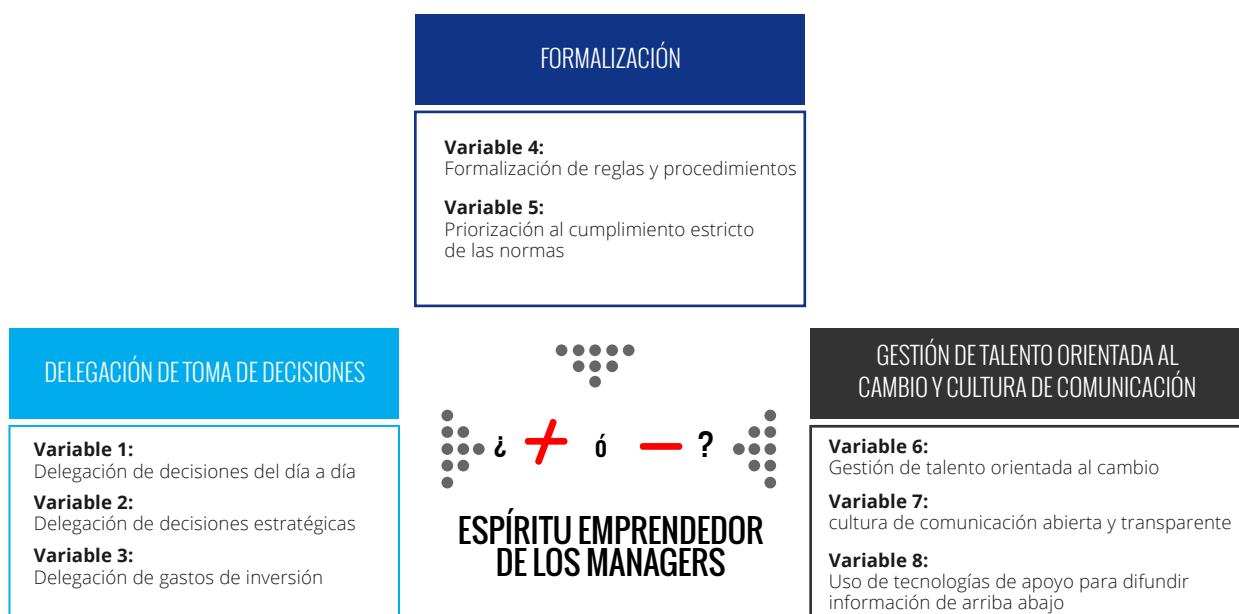 FORMALIZACIÓN
Variable 4:
Formalización de reglas y procedimientos
Variable 5:
Priorización al cumplimiento estricto
de las normas
DELEGACIÓN DE TOMA DE DECISIONES
Variable 1:
Delegación de decisiones del día a día
Variable 2:
Delegación de decisiones estratégicas
Variable 3:
Delegación de gastos de inversión
¿ + ó - ?
ESPÍRITU EMPRENDEDOR
DE LOS MANAGERS
GESTIÓN DE TALENTO ORIENTADA AL
CAMBIO Y CULTURA DE COMUNICACIÓN
Variable 6:
Gestión de talento orientada al cambio
Variable 7:
cultura de comunicación abierta y transparente
Variable 8:
Uso de tecnologías de apoyo para difundir
información de arriba abajo